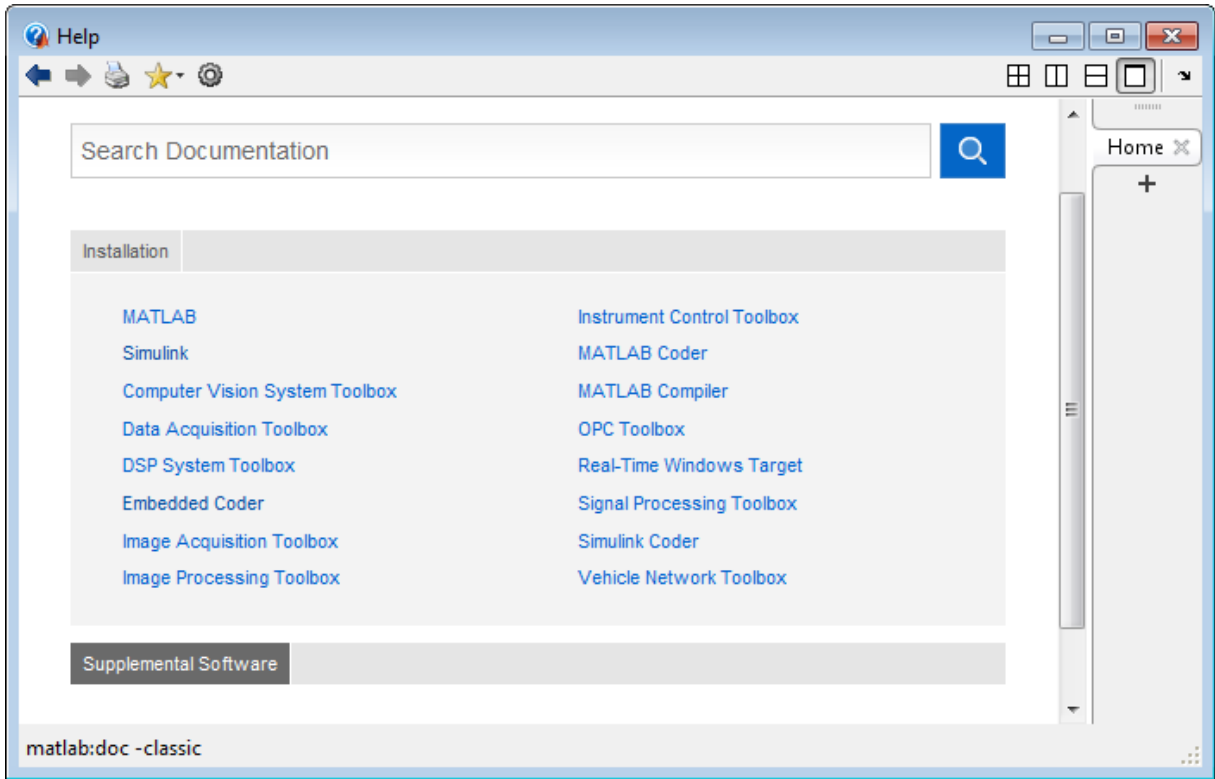 Help
Search Documentation
Home
Installation
MATLAB
Simulink
Computer Vision System Toolbox
Data Acquisition Toolbox
DSP System Toolbox
Embedded Coder
Image Acquisition Toolbox
Image Processing Toolbox
Instrument Control Toolbox
MATLAB Coder
MATLAB Compiler
OPC Toolbox
Real-Time Windows Target
Signal Processing Toolbox
Simulink Coder
Vehicle Network Toolbox
Supplemental Software
matlab:doc -classic